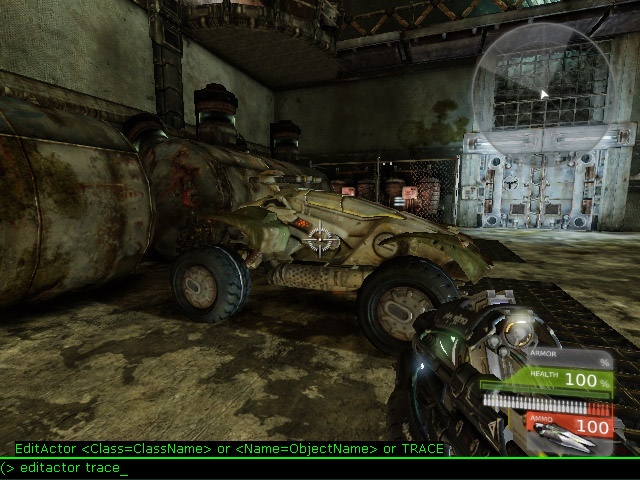 ARMOR
%
HEALTH 100 %
AMMO 100
EditActor <Class=ClassName> or <Name=ObjectName> or TRACE
(> editactor trace_